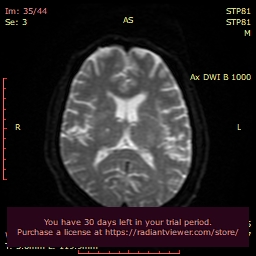 Im: 35/44
Se: 3
AS
STP81
STP81
M
Ax DWI B 1000
R
L
You have 30 days left in your trial period.
Purchase a license at https://radiantviewer.com/store/